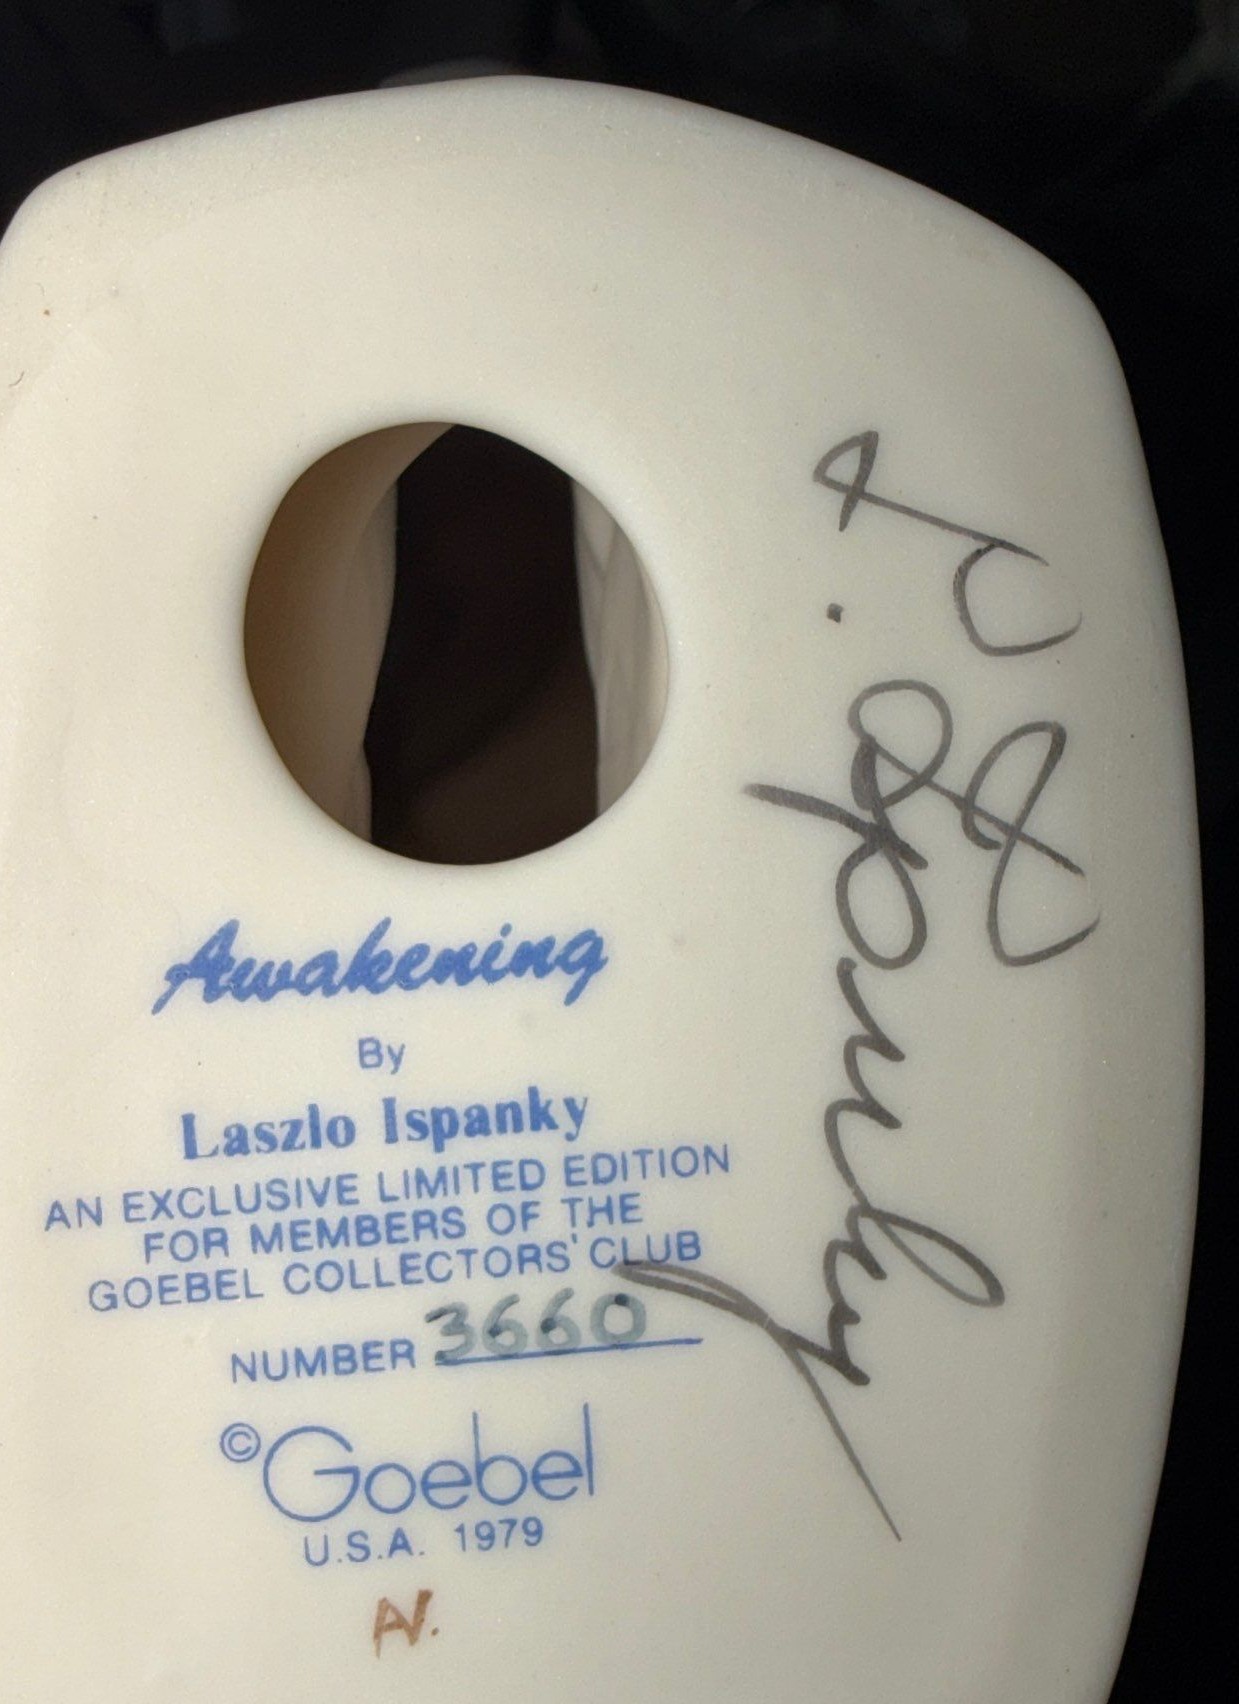 Awakening
By
Laszlo Ispanky
AN EXCLUSIVE LIMITED EDITION
FOR MEMBERS OF THE
GOEBEL COLLECTORS' CLUB
NUMBER 3660
©Goebel
U.S.A. 1979
L. Ispanky